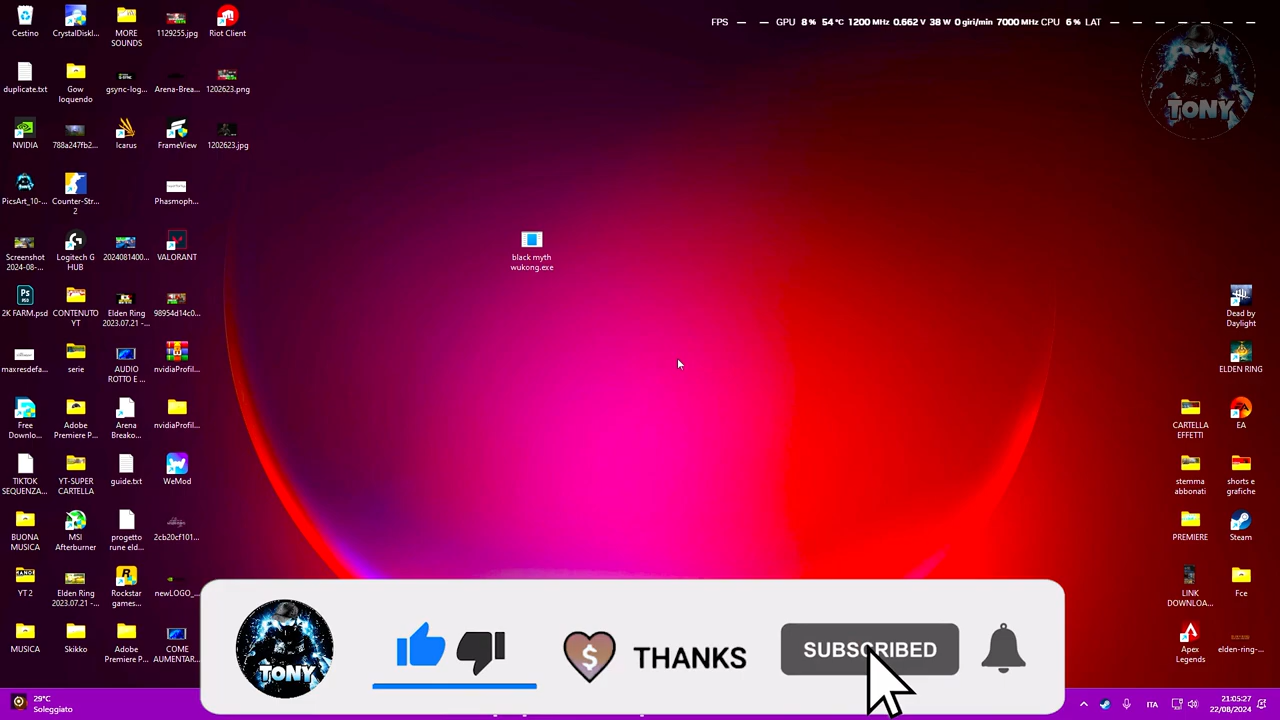 FPS — — GPU 8 % 54 °C 1200 MHz 0.662 V 38 W 0 giri/min 7000 MHz CPU 6 % LAT — — — — — — —
TONY
Cestino
CrystalDiskI...
MORE
SOUNDS
1129255.jpg
Riot Client
duplicate.txt
Gow
loquendo
gsync-log...
Arena-Brea...
1202623.png
NVIDIA
788a247fb2...
Icarus
FrameView
1202623.jpg
PicsArt_10-...
Counter-Str...
2
Phasmoph...
Screenshot
2024-08-...
Logitech G
HUB
2024081400...
VALORANT
black myth
wukong.exe
2K FARM.psd
CONTENUTO
YT
Elden Ring
2023.07.21 -...
98954d14c0...
Dead by
Daylight
maxresdefa...
serie
AUDIO
ROTTO E ...
nvidiaProfil...
ELDEN RING
Free
Downlo...
Adobe
Premiere P...
Arena
Breako...
nvidiaProfil...
CARTELLA
EFFETTI
EA
TIKTOK
SEQUENZA...
YT-SUPER
CARTELLA
guide.txt
WeMod
stemma
abbonati
shorts e
grafiche
BUONA
MUSICA
MSI
Afterburner
progetto
rune eld...
2cb20cf101...
PREMIERE
Steam
YT 2
Elden Ring
2023.07.21 -...
Rockstar
games...
newLOGO_...
LINK
DOWNLOA...
Fce
MUSICA
Skikko
Adobe
Premiere P...
COME
AUMENTAR...
Apex
Legends
elden-ring-...
TONY
$
THANKS
SUBSCRIBED
29°C
Soleggiato
ITA
21:05:27
22/08/2024